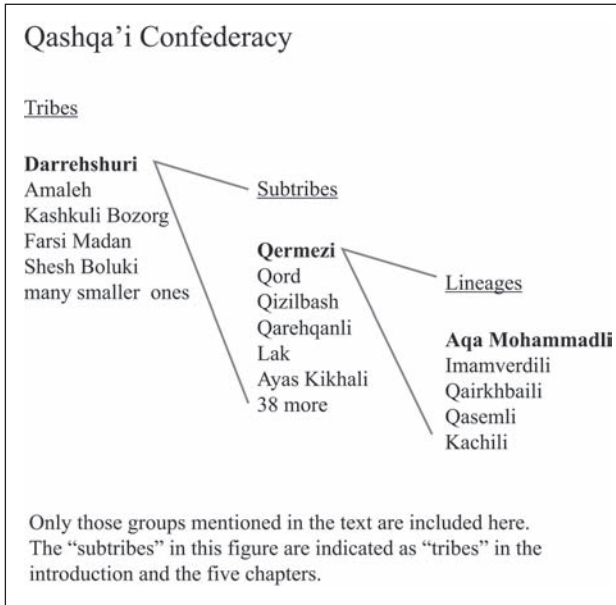 Qashqa’i Confederacy
Tribes
Darrehshuri
Amaleh
Kashkuli Bozorg
Farsi Madan
Shesh Boluki
many smaller ones
Subtribes
Qermezi
Qord
Qizilbash
Qarehqanli
Lak
Ayas Kikhali
38 more
Lineages
Aqa Mohammadli
Imamverdili
Qairkhbaili
Qasemli
Kachili
Only those groups mentioned in the text are included here.
The “subtribes” in this figure are indicated as “tribes” in the
introduction and the five chapters.